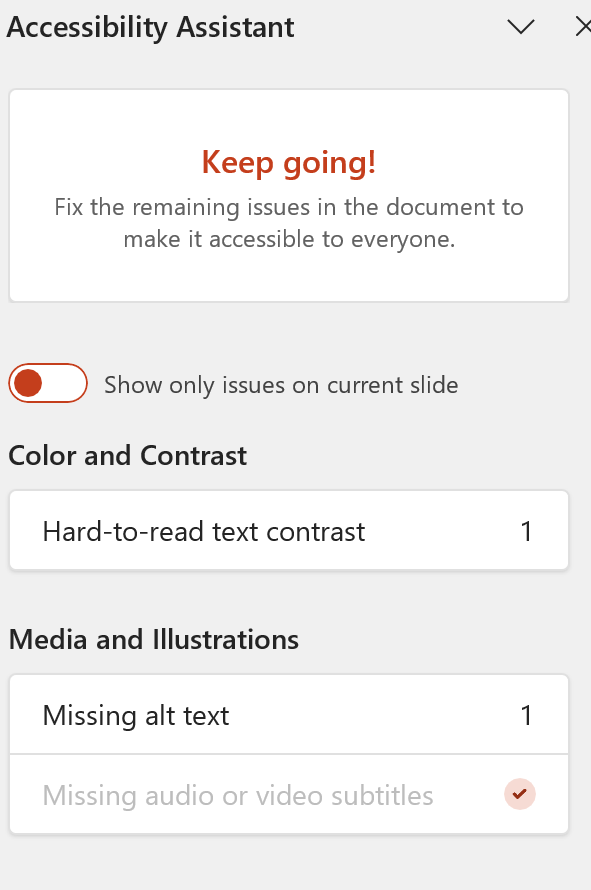 Accessibility Assistant
Keep going!
Fix the remaining issues in the document to
make it accessible to everyone.
Show only issues on current slide
Color and Contrast
Hard-to-read text contrast 1
Media and Illustrations
Missing alt text 1
Missing audio or video subtitles